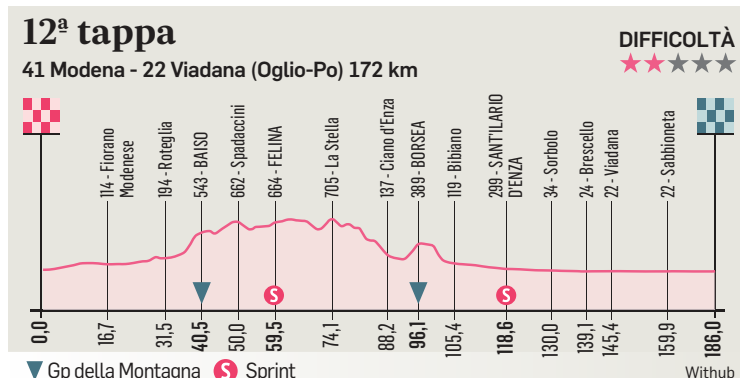 12ª tappa
41 Modena - 22 Viadana (Oglio-Po) 172 km
DIFFICOLTÀ
114 - Fiorano
Modenese
194 - Roteglia
543 - BAISO
662 - Spadaccini
664 - FELINA
705 - La Stella
137 - Ciano d'Enza
389 - BORSEA
119 - Bibiano
299 - SANT'ILARIO
D'ENZA
34 - Sorbolo
24 - Brescello
22 - Viadana
22 - Sabbioneta
S
S
0,0
16,7
31,5
40,5
50,0
59,5
74,1
88,2
96,1
105,4
118,6
130,0
139,1
145,4
159,9
186,0
Gp della Montagna
S Sprint
Withub